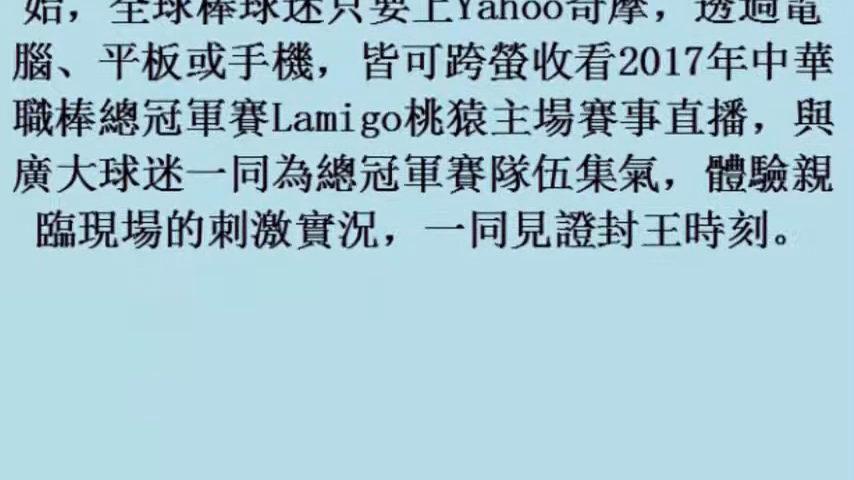 始，全球棒球迷只要上Yahoo奇摩，透過電
腦、平板或手機，皆可跨螢收看2017年中華
職棒總冠軍賽Lamigo桃猿主場賽事直播，與
廣大球迷一同為總冠軍賽隊伍集氣，體驗親
臨現場的刺激實況，一同見證封王時刻。